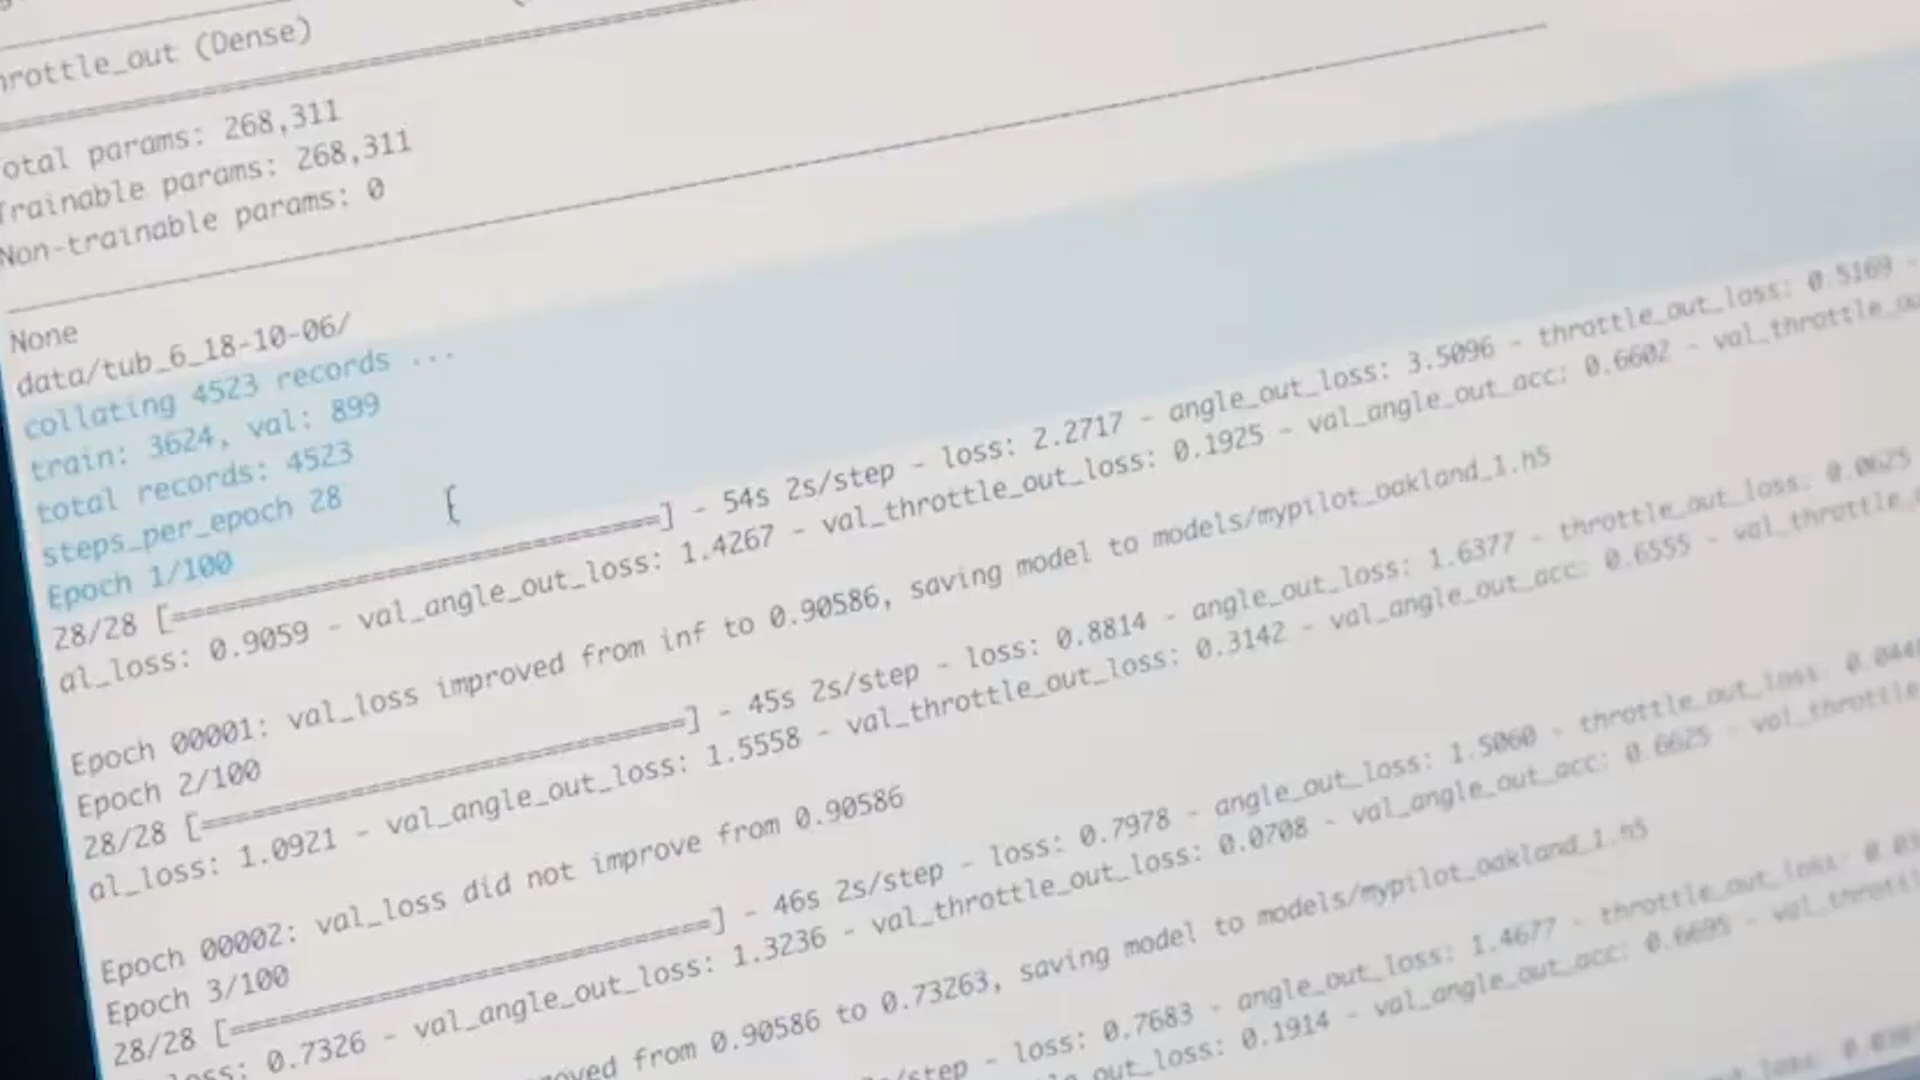 throttle_out (Dense)
Total params: 268,311
Trainable params: 268,311
Non-trainable params: 0
None
data/tub_6_18-10-06/
collating 4523 records ...
train: 3624, val: 899
total records: 4523
steps_per_epoch 28
Epoch 1/100
28/28 [==============================] - 54s 2s/step - loss: 2.2717 - angle_out_loss: 3.5096 - throttle_out_loss: 0.5169 -
al_loss: 0.9059 - val_angle_out_loss: 1.4267 - val_throttle_out_loss: 0.1925 - val_angle_out_acc: 0.6602 - val_throttle_ou
Epoch 00001: val_loss improved from inf to 0.90586, saving model to models/mypilot_oakland_1.h5
Epoch 2/100
28/28 [==============================] - 45s 2s/step - loss: 0.8814 - angle_out_loss: 1.6377 - throttle_out_loss: 0.0625
al_loss: 1.0921 - val_angle_out_loss: 1.5558 - val_throttle_out_loss: 0.3142 - val_angle_out_acc: 0.6555 - val_throttle_
Epoch 00002: val_loss did not improve from 0.90586
Epoch 3/100
28/28 [==============================] - 46s 2s/step - loss: 0.7978 - angle_out_loss: 1.5060 - throttle_out_loss:
loss: 0.7326 - val_angle_out_loss: 1.3236 - val_throttle_out_loss: 0.0708 - val_angle_out_acc: 0.6625 - val_throttle
oved from 0.90586 to 0.73263, saving model to models/mypilot_oakland_1.h5
/step - loss: 0.7683 - angle_out_loss: 1.4677 - throttle_out_loss:
out_loss: 0.1914 - val_angle_out_acc: 0.6695 - val_throttl